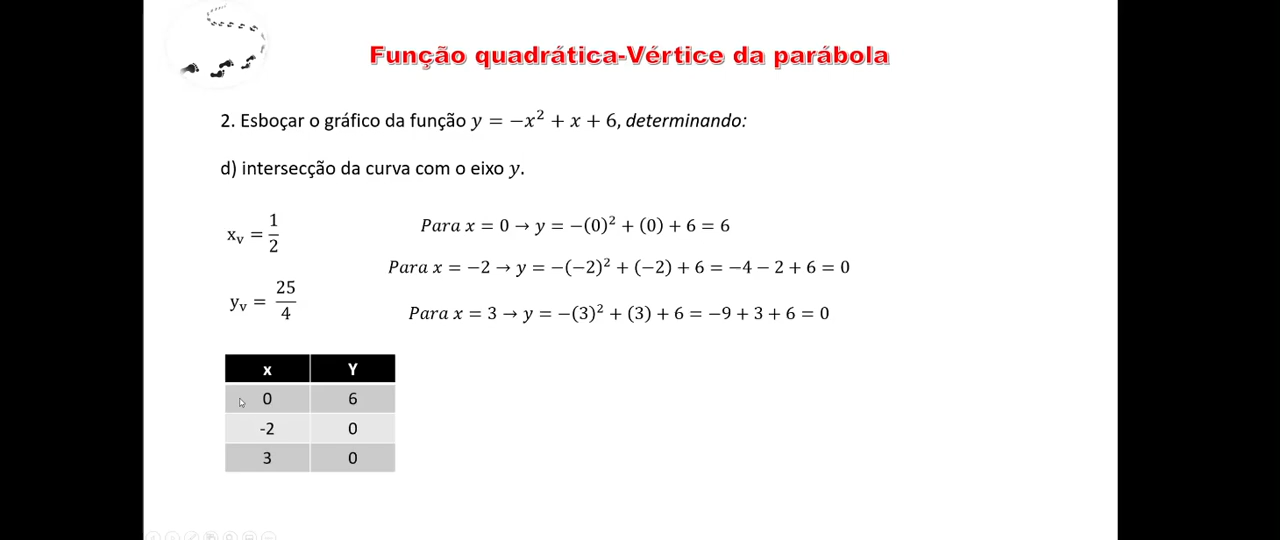 Função quadrática-Vértice da parábola
2. Esboçar o gráfico da função y = −x² + x + 6, determinando:
d) intersecção da curva com o eixo y.
xᵥ = 1/2
Para x = 0 → y = −(0)² + (0) + 6 = 6
Para x = −2 → y = −(−2)² + (−2) + 6 = −4 − 2 + 6 = 0
yᵥ = 25/4
Para x = 3 → y = −(3)² + (3) + 6 = −9 + 3 + 6 = 0
x Y
0 6
-2 0
3 0